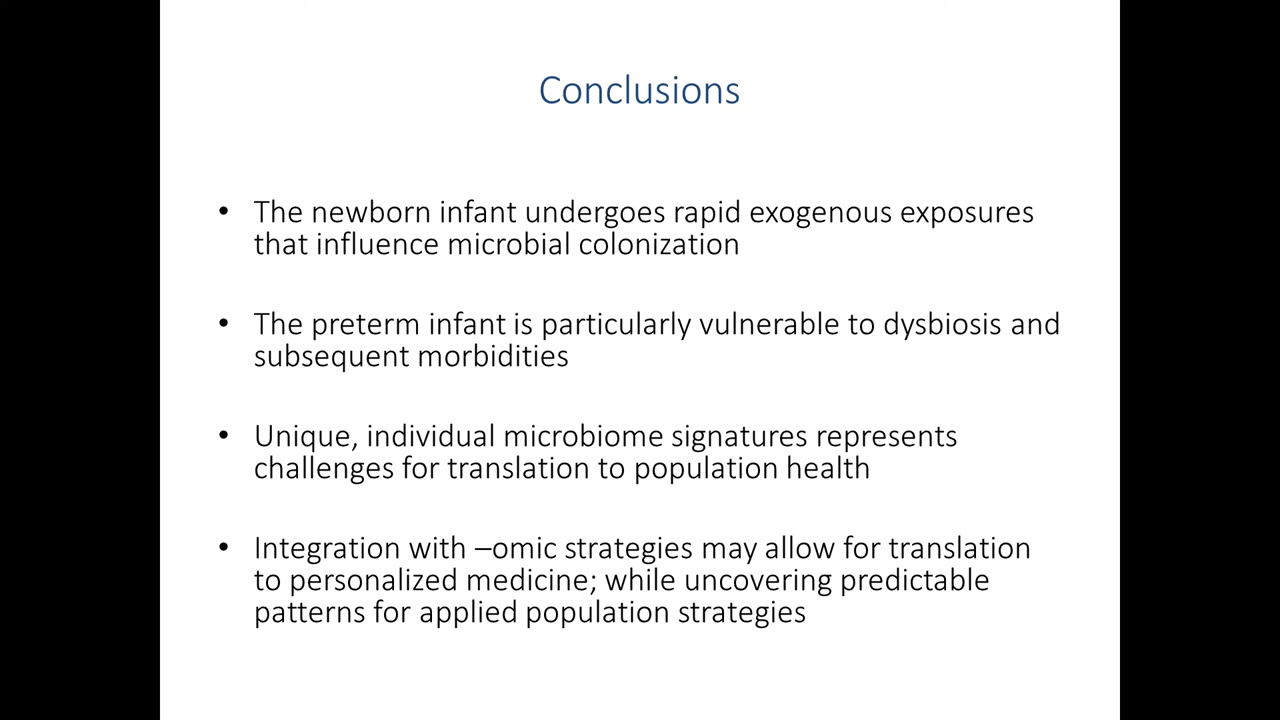 Conclusions
• The newborn infant undergoes rapid exogenous exposures
that influence microbial colonization
• The preterm infant is particularly vulnerable to dysbiosis and
subsequent morbidities
• Unique, individual microbiome signatures represents
challenges for translation to population health
• Integration with –omic strategies may allow for translation
to personalized medicine; while uncovering predictable
patterns for applied population strategies